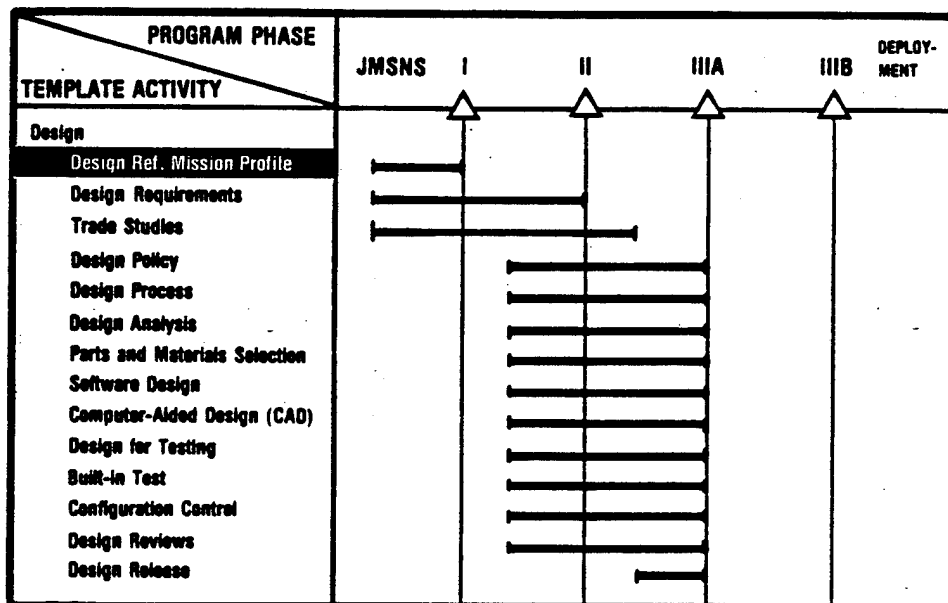 PROGRAM PHASE
TEMPLATE ACTIVITY
JMSNS I II IIIA IIIB DEPLOY-
MENT
Design
Design Ref. Mission Profile
Design Requirements
Trade Studies
Design Policy
Design Process
Design Analysis
Parts and Materials Selection
Software Design
Computer-Aided Design (CAD)
Design for Testing
Built-in Test
Configuration Control
Design Reviews
Design Release